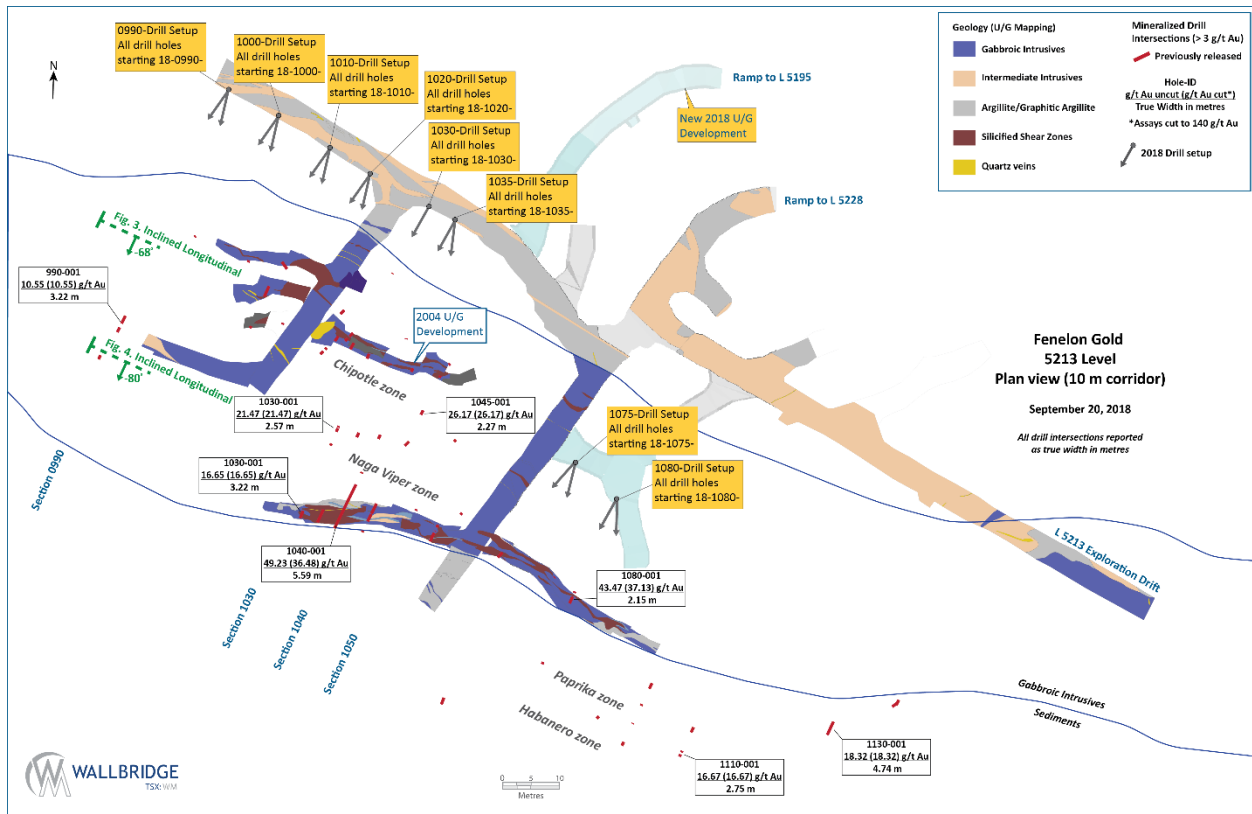 0990-Drill Setup
All drill holes
starting 18-0990-
1000-Drill Setup
All drill holes
starting 18-1000-
1010-Drill Setup
All drill holes
starting 18-1010-
1020-Drill Setup
All drill holes
starting 18-1020-
1030-Drill Setup
All drill holes
starting 18-1030-
1035-Drill Setup
All drill holes
starting 18-1035-
N
Ramp to L 5195
New 2018 U/G
Development
Ramp to L 5228
Geology (U/G Mapping)
Gabbroic Intrusives
Intermediate Intrusives
Argillite/Graphitic Argillite
Silicified Shear Zones
Quartz veins
Mineralized Drill
Intersections (> 3 g/t Au)
Previously released
Hole-ID
g/t Au uncut (g/t Au cut*)
True Width in metres
*Assays cut to 140 g/t Au
2018 Drill setup
Fig. 3, Inclined Longitudinal
-68°
990-001
10.55 (10.55) g/t Au
3.22 m
Fig. 4, Inclined Longitudinal
-80°
2004 U/G
Development
Chipotle zone
1030-001
21.47 (21.47) g/t Au
2.57 m
1045-001
26.17 (26.17) g/t Au
2.27 m
Naga Viper zone
1030-001
16.65 (16.65) g/t Au
3.22 m
1040-001
49.23 (36.48) g/t Au
5.59 m
1075-Drill Setup
All drill holes
starting 18-1075-
1080-Drill Setup
All drill holes
starting 18-1080-
1080-001
43.47 (37.13) g/t Au
2.15 m
Fenelon Gold
5213 Level
Plan view (10 m corridor)
September 20, 2018
All drill intersections reported
as true width in metres
L 5213 Exploration Drift
Section 0990
Section 1030
Section 1040
Section 1050
Paprika zone
Habanero zone
Gabbroic Intrusives
Sediments
1110-001
16.67 (16.67) g/t Au
2.75 m
1130-001
18.32 (18.32) g/t Au
4.74 m
0 5 10
Metres
WALLBRIDGE
TSX:WM